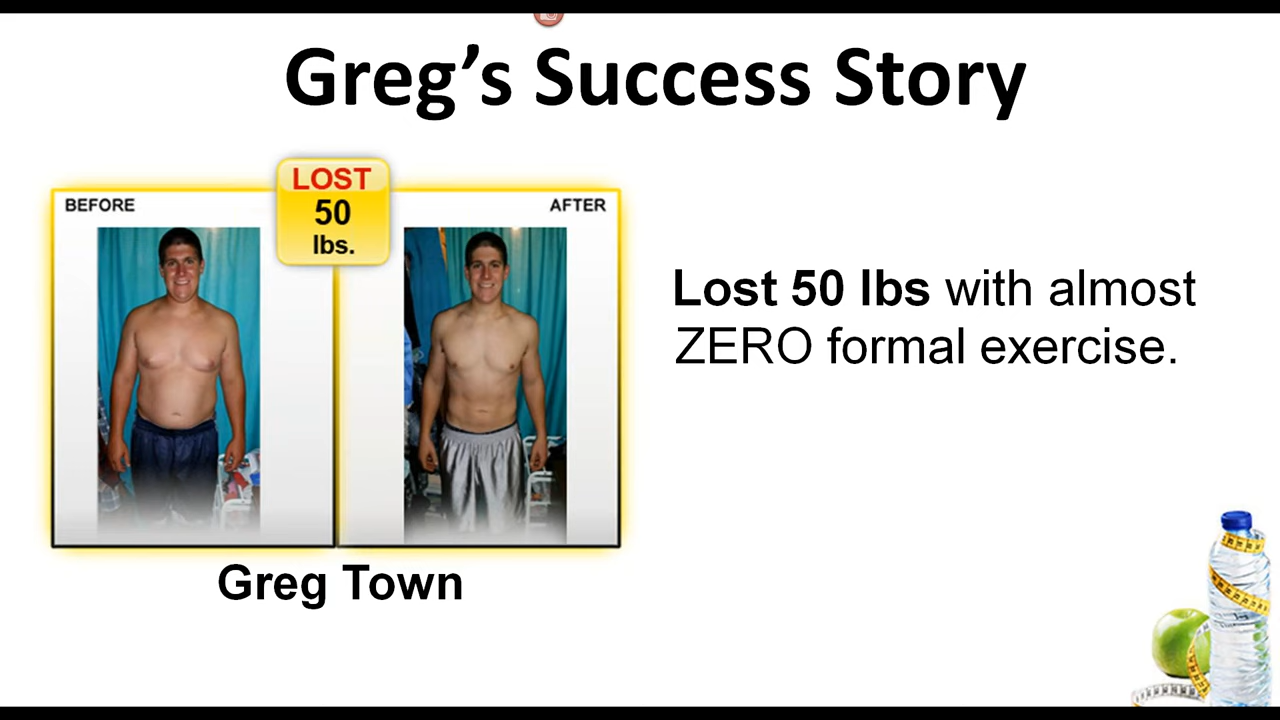 Greg’s Success Story
LOST
50
lbs.
BEFORE
AFTER
Lost 50 lbs with almost
ZERO formal exercise.
Greg Town